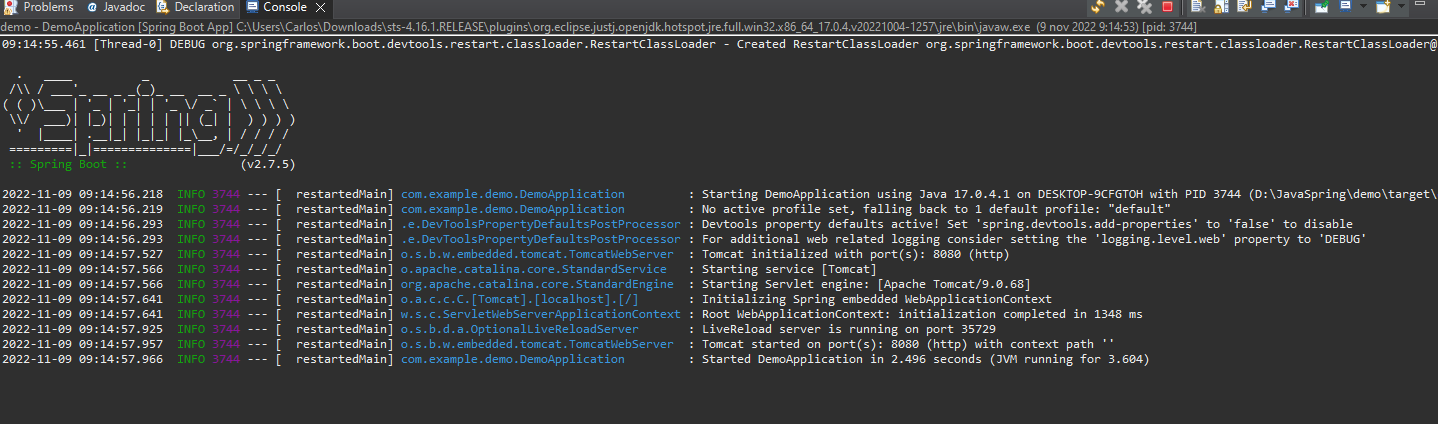 Problems @ Javadoc Declaration Console
demo - DemoApplication [Spring Boot App] C:\Users\Carlos\Downloads\sts-4.16.1.RELEASE\plugins\org.eclipse.justj.openjdk.hotspot.jre.full.win32.x86_64_17.0.4.v20221004-1257\jre\bin\javaw.exe (9 nov 2022 9:14:53) [pid: 3744]
09:14:55.461 [Thread-0] DEBUG org.springframework.boot.devtools.restart.classloader.RestartClassLoader - Created RestartClassLoader org.springframework.boot.devtools.restart.classloader.RestartClassLoader@
  .   ____          _            __ _ _
 /\\ / ___'_ __ _ _(_)_ __  __ _ \ \ \ \
( ( )\___ | '_ | '_| | '_ \/ _` | \ \ \ \
 \\/  ___)| |_)| | | | | || (_| |  ) ) ) )
  '  |____| .__|_| |_|_| |_\__, | / / / /
 =========|_|==============|___/=/_/_/_/
 :: Spring Boot ::                (v2.7.5)
2022-11-09 09:14:56.218  INFO 3744 --- [  restartedMain] com.example.demo.DemoApplication         : Starting DemoApplication using Java 17.0.4.1 on DESKTOP-9CFGTOH with PID 3744 (D:\JavaSpring\demo\target\
2022-11-09 09:14:56.219  INFO 3744 --- [  restartedMain] com.example.demo.DemoApplication         : No active profile set, falling back to 1 default profile: "default"
2022-11-09 09:14:56.293  INFO 3744 --- [  restartedMain] .e.DevToolsPropertyDefaultsPostProcessor : Devtools property defaults active! Set 'spring.devtools.add-properties' to 'false' to disable
2022-11-09 09:14:56.293  INFO 3744 --- [  restartedMain] .e.DevToolsPropertyDefaultsPostProcessor : For additional web related logging consider setting the 'logging.level.web' property to 'DEBUG'
2022-11-09 09:14:57.527  INFO 3744 --- [  restartedMain] o.s.b.w.embedded.tomcat.TomcatWebServer  : Tomcat initialized with port(s): 8080 (http)
2022-11-09 09:14:57.566  INFO 3744 --- [  restartedMain] o.apache.catalina.core.StandardService   : Starting service [Tomcat]
2022-11-09 09:14:57.566  INFO 3744 --- [  restartedMain] org.apache.catalina.core.StandardEngine  : Starting Servlet engine: [Apache Tomcat/9.0.68]
2022-11-09 09:14:57.641  INFO 3744 --- [  restartedMain] o.a.c.c.C.[Tomcat].[localhost].[/]       : Initializing Spring embedded WebApplicationContext
2022-11-09 09:14:57.641  INFO 3744 --- [  restartedMain] w.s.c.ServletWebServerApplicationContext : Root WebApplicationContext: initialization completed in 1348 ms
2022-11-09 09:14:57.925  INFO 3744 --- [  restartedMain] o.s.b.d.a.OptionalLiveReloadServer       : LiveReload server is running on port 35729
2022-11-09 09:14:57.957  INFO 3744 --- [  restartedMain] o.s.b.w.embedded.tomcat.TomcatWebServer  : Tomcat started on port(s): 8080 (http) with context path ''
2022-11-09 09:14:57.966  INFO 3744 --- [  restartedMain] com.example.demo.DemoApplication         : Started DemoApplication in 2.496 seconds (JVM running for 3.604)